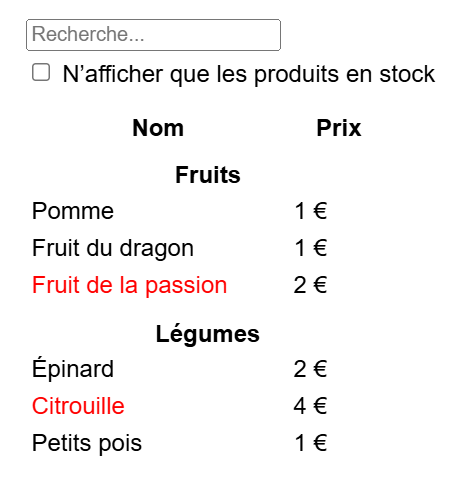 Recherche...
N’afficher que les produits en stock
Nom Prix
Fruits
Pomme 1 €
Fruit du dragon 1 €
Fruit de la passion 2 €
Légumes
Épinard 2 €
Citrouille 4 €
Petits pois 1 €